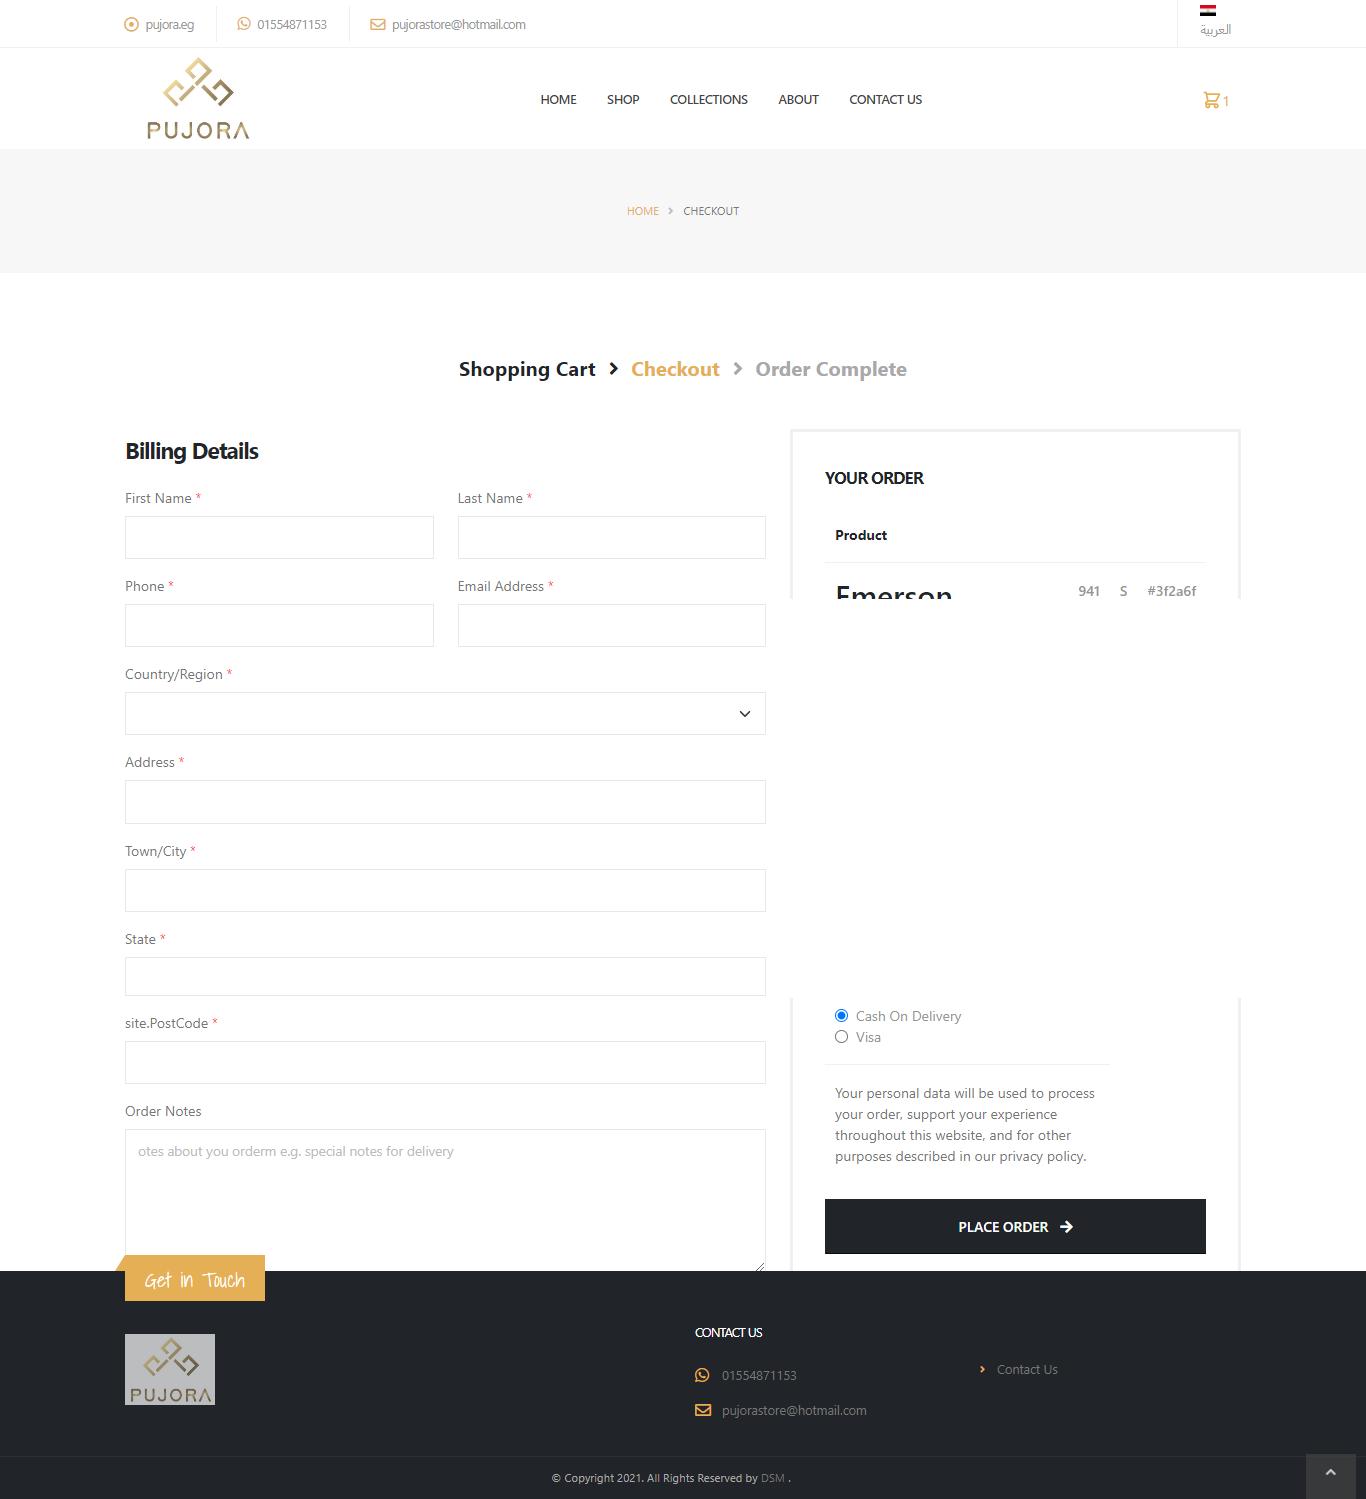 pujora.eg
01554871153
pujorastore@hotmail.com
العربية
PUJORA
HOME
SHOP
COLLECTIONS
ABOUT
CONTACT US
1
HOME
CHECKOUT
Shopping Cart
Checkout
Order Complete
Billing Details
First Name *
Last Name *
Phone *
Email Address *
Country/Region *
Address *
Town/City *
State *
site.PostCode *
Order Notes
otes about you orderm e.g. special notes for delivery
YOUR ORDER
Product
Emerson
941 S #3f2a6f
Cash On Delivery
Visa
Your personal data will be used to process
your order, support your experience
throughout this website, and for other
purposes described in our privacy policy.
PLACE ORDER
Get in Touch
PUJORA
CONTACT US
01554871153
pujorastore@hotmail.com
Contact Us
© Copyright 2021. All Rights Reserved by DSM .